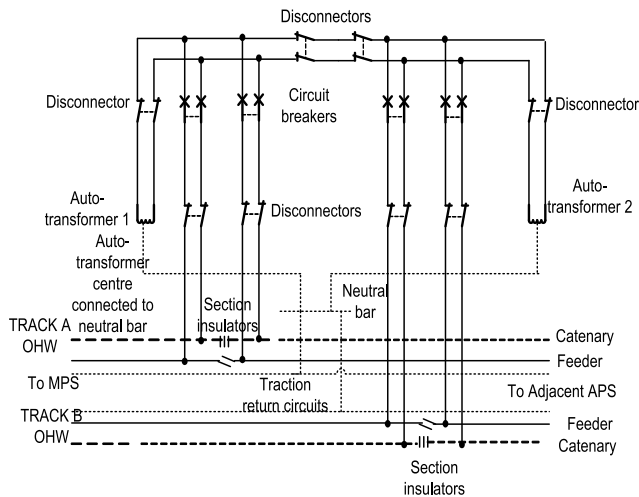 Disconnectors
Disconnector
Circuit
breakers
Disconnector
Auto-
transformer 1
Disconnectors
Auto-
transformer 2
Auto-
transformer
centre
connected to
neutral bar
Section
insulators
Neutral
bar
TRACK A
OHW
Catenary
Feeder
To MPS
Traction
return circuits
To Adjacent APS
TRACK B
OHW
Feeder
Catenary
Section
insulators